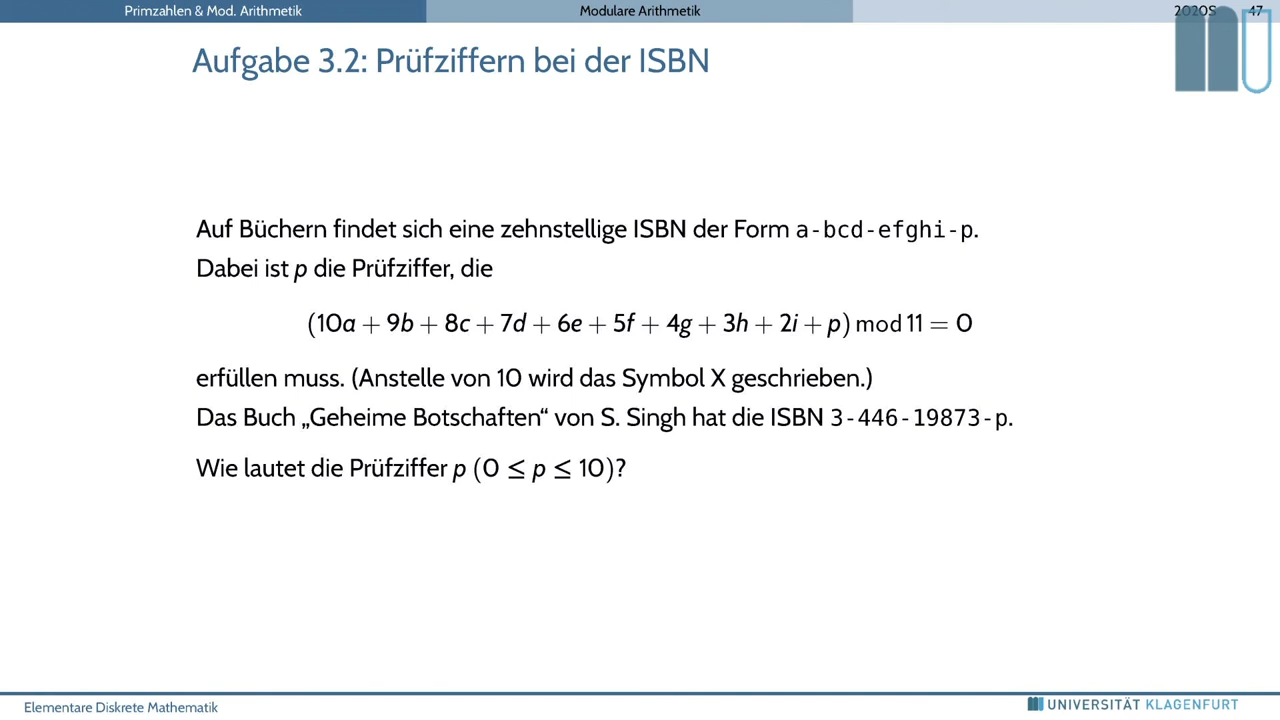 Primzahlen & Mod. Arithmetik
Modulare Arithmetik
2020S
47
Aufgabe 3.2: Prüfziffern bei der ISBN
Auf Büchern findet sich eine zehnstellige ISBN der Form a-bcd-efghi-p.
Dabei ist p die Prüfziffer, die
(10a + 9b + 8c + 7d + 6e + 5f + 4g + 3h + 2i + p) mod 11 = 0
erfüllen muss. (Anstelle von 10 wird das Symbol X geschrieben.)
Das Buch „Geheime Botschaften“ von S. Singh hat die ISBN 3-446-19873-p.
Wie lautet die Prüfziffer p (0 ≤ p ≤ 10)?
Elementare Diskrete Mathematik
UNIVERSITÄT KLAGENFURT